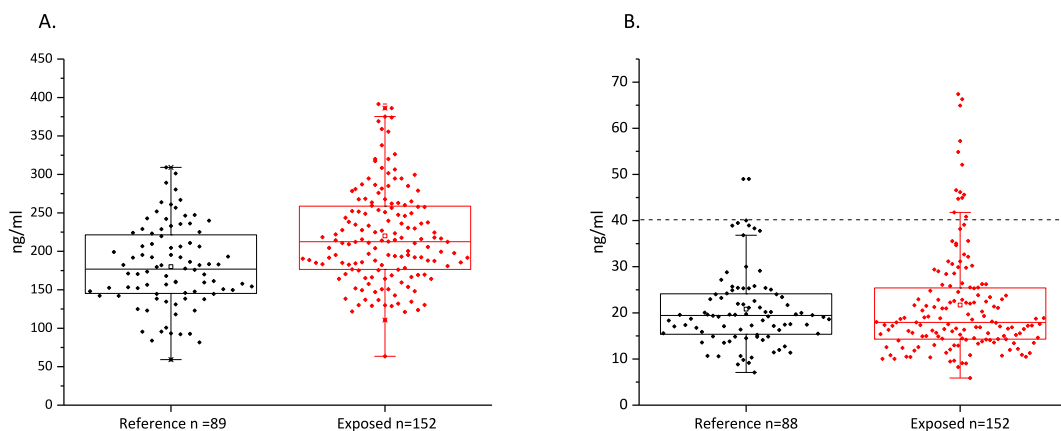 A.
ng/ml
450
400
350
300
250
200
150
100
50
0
Reference n =89
Exposed n=152
B.
ng/ml
70
60
50
40
30
20
10
0
Reference n=88
Exposed n=152